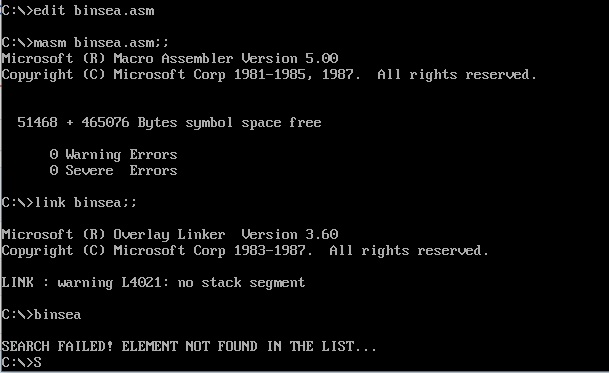 C:\>edit binsea.asm
C:\>masm binsea.asm;;
Microsoft (R) Macro Assembler Version 5.00
Copyright (C) Microsoft Corp 1981-1985, 1987.  All rights reserved.
51468 + 465076 Bytes symbol space free
0 Warning Errors
0 Severe  Errors
C:\>link binsea;;
Microsoft (R) Overlay Linker  Version 3.60
Copyright (C) Microsoft Corp 1983-1987.  All rights reserved.
LINK : warning L4021: no stack segment
C:\>binsea
SEARCH FAILED! ELEMENT NOT FOUND IN THE LIST...
C:\>S